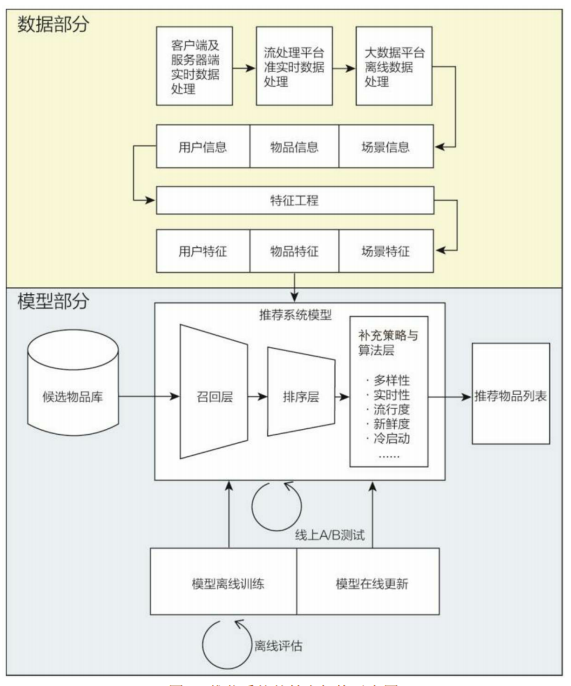 数据部分
客户端及
服务器端
实时数据
处理
流处理平台
准实时数据
处理
大数据平台
离线数据
处理
用户信息
物品信息
场景信息
特征工程
用户特征
物品特征
场景特征
模型部分
推荐系统模型
候选物品库
召回层
排序层
补充策略与
算法层
·多样性
·实时性
·流行度
·新鲜度
·冷启动
......
推荐物品列表
线上A/B测试
模型离线训练
模型在线更新
离线评估